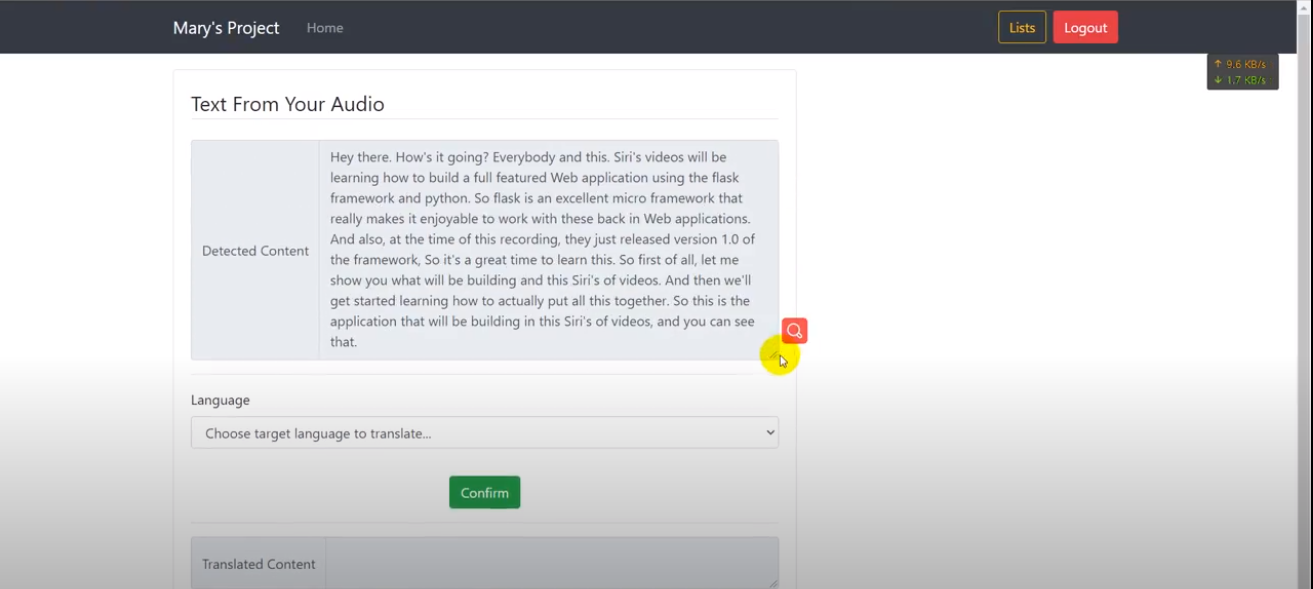 Mary's Project Home Lists Logout
↑ 9.6 KB/s
↓ 1.7 KB/s
Text From Your Audio
Detected Content
Hey there. How's it going? Everybody and this. Siri's videos will be
learning how to build a full featured Web application using the flask
framework and python. So flask is an excellent micro framework that
really makes it enjoyable to work with these back in Web applications.
And also, at the time of this recording, they just released version 1.0 of
the framework, So it's a great time to learn this. So first of all, let me
show you what will be building and this Siri's of videos. And then we'll
get started learning how to actually put all this together. So this is the
application that will be building in this Siri's of videos, and you can see
that.
Language
Choose target language to translate...
Confirm
Translated Content